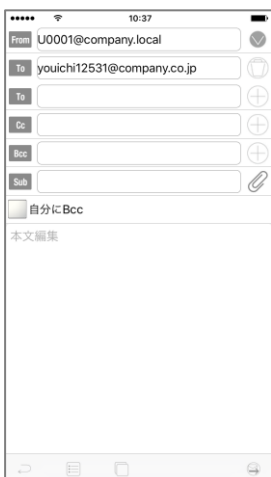 10:37
From U0001@company.local
To youichi12531@company.co.jp
To
Cc
Bcc
Sub
自分にBcc
本文編集